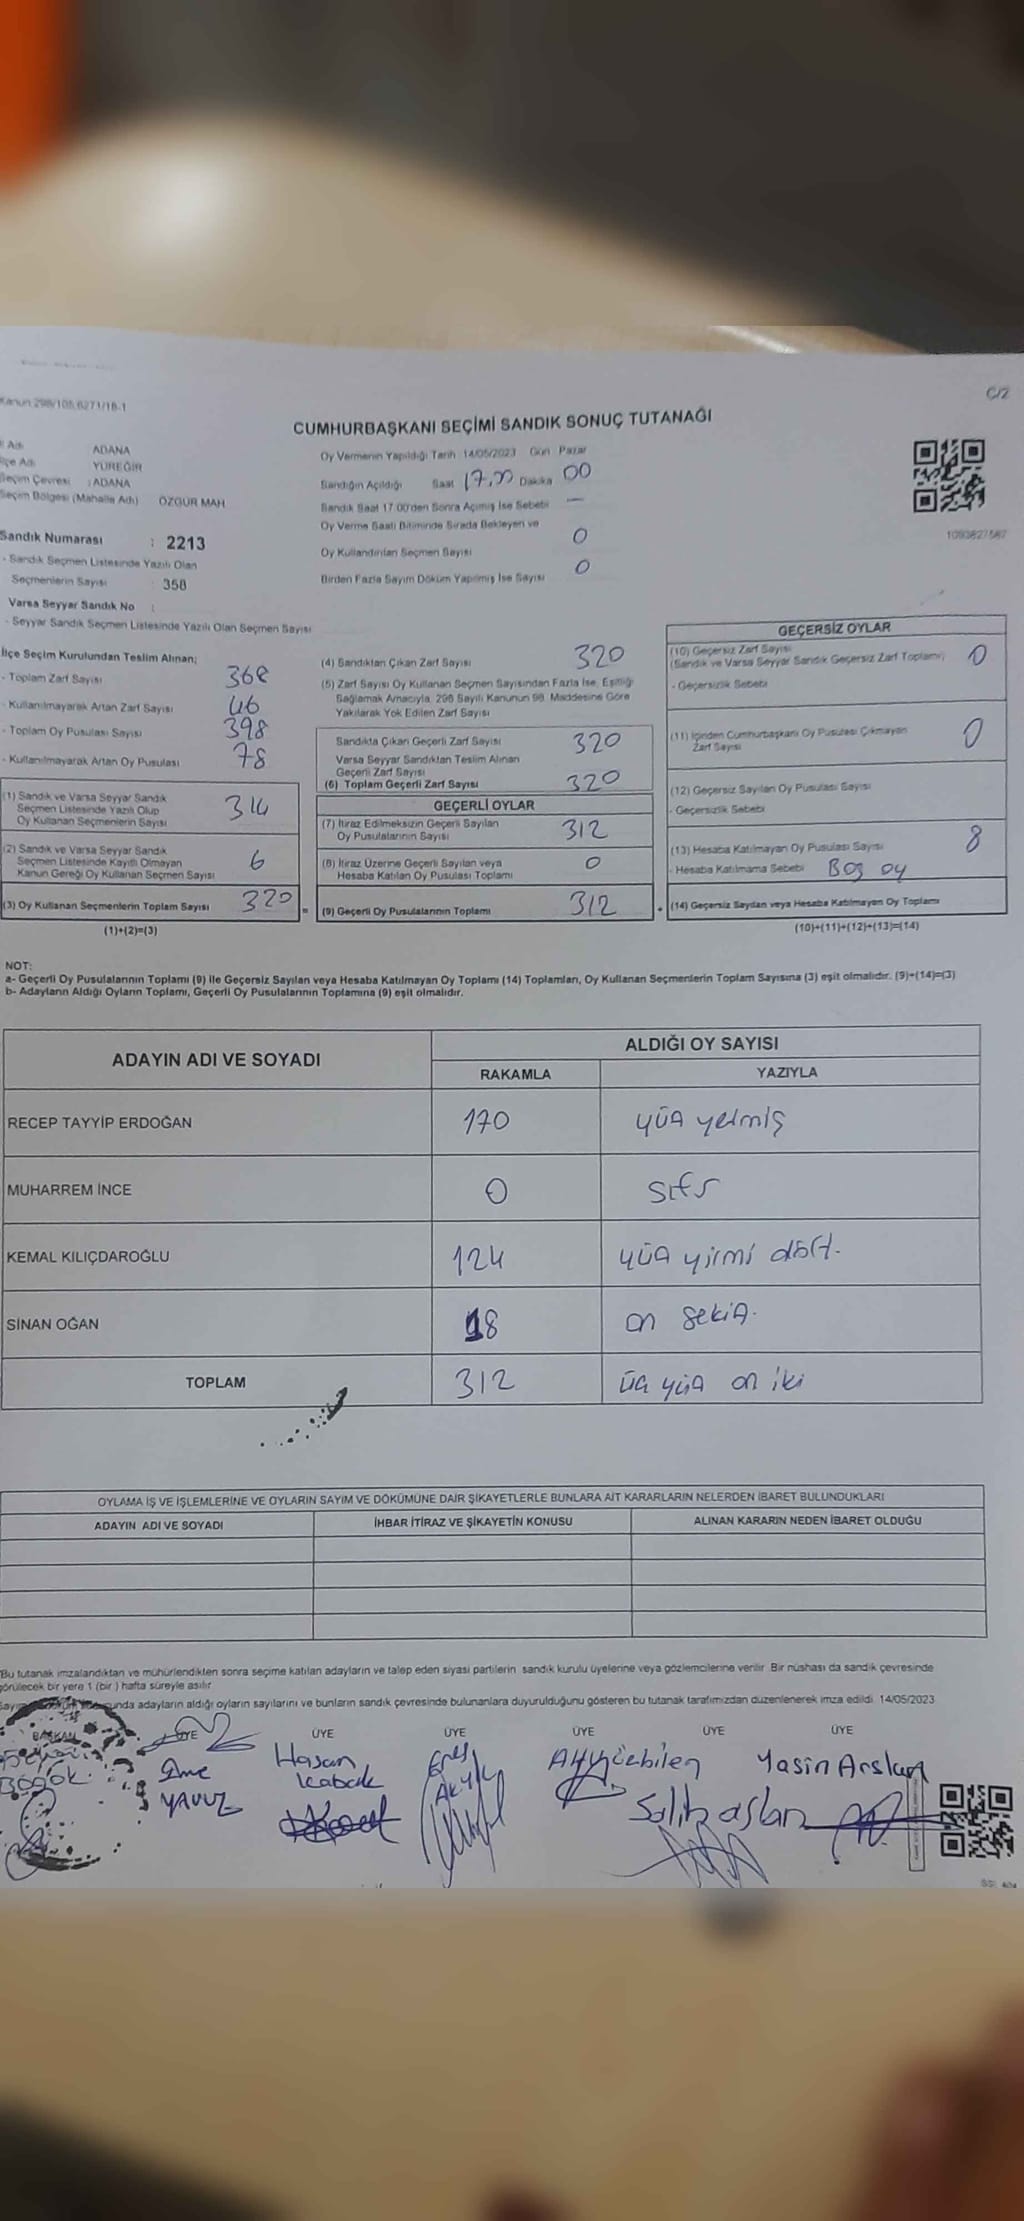 Kanun:298/105,6271/18-1
C/2
CUMHURBAŞKANI SEÇİMİ SANDIK SONUÇ TUTANAĞI
İl Adı ADANA
İlçe Adı YÜREĞİR
Seçim Çevresi : ADANA
Seçim Bölgesi (Mahalle Adı) ÖZGÜR MAH
Oy Vermenin Yapıldığı Tarih 14/05/2023 Gün Pazar
Sandığın Açıldığı Saat 17,00 Dakika 00
Sandık Saat 17.00'den Sonra Açılmış İse Sebebi —
Oy Verme Saati Bitiminde Sırada Bekleyen ve
Oy Kullandırılan Seçmen Sayısı 0
Birden Fazla Sayım Döküm Yapılmış İse Sayısı 0
1093827587
Sandık Numarası : 2213
- Sandık Seçmen Listesinde Yazılı Olan
Seçmenlerin Sayısı : 358
Varsa Seyyar Sandık No :
- Seyyar Sandık Seçmen Listesinde Yazılı Olan Seçmen Sayısı
İlçe Seçim Kurulundan Teslim Alınan;
- Toplam Zarf Sayısı 368
- Kullanılmayarak Artan Zarf Sayısı 46
- Toplam Oy Pusulası Sayısı 398
- Kullanılmayarak Artan Oy Pusulası 78
(1) Sandık ve Varsa Seyyar Sandık
Seçmen Listesinde Yazılı Olup
Oy Kullanan Seçmenlerin Sayısı 314
(2) Sandık ve Varsa Seyyar Sandık
Seçmen Listesinde Kayıtlı Olmayan
Kanun Gereği Oy Kullanan Seçmen Sayısı 6
(3) Oy Kullanan Seçmenlerin Toplam Sayısı 320 =
(1)+(2)=(3)
(4) Sandıktan Çıkan Zarf Sayısı 320
(5) Zarf Sayısı Oy Kullanan Seçmen Sayısından Fazla İse, Eşitliği
Sağlamak Amacıyla, 298 Sayılı Kanunun 98. Maddesine Göre
Yakılarak Yok Edilen Zarf Sayısı
Sandıkta Çıkan Geçerli Zarf Sayısı 320
Varsa Seyyar Sandıktan Teslim Alınan
Geçerli Zarf Sayısı
(6) Toplam Geçerli Zarf Sayısı 320
GEÇERLİ OYLAR
(7) İtiraz Edilmeksizin Geçerli Sayılan
Oy Pusulalarının Sayısı 312
(8) İtiraz Üzerine Geçerli Sayılan veya
Hesaba Katılan Oy Pusulası Toplamı 0
(9) Geçerli Oy Pusulalarının Toplamı 312 +
GEÇERSİZ OYLAR
(10) Geçersiz Zarf Sayısı
(Sandık ve Varsa Seyyar Sandık Geçersiz Zarf Toplamı) 0
- Geçersizlik Sebebi
(11) İçinden Cumhurbaşkanı Oy Pusulası Çıkmayan
Zarf Sayısı 0
(12) Geçersiz Sayılan Oy Pusulası Sayısı
- Geçersizlik Sebebi
(13) Hesaba Katılmayan Oy Pusulası Sayısı 8
- Hesaba Katılmama Sebebi Boş oy
(14) Geçersiz Sayılan veya Hesaba Katılmayan Oy Toplamı
(10)+(11)+(12)+(13)=(14)
NOT:
a- Geçerli Oy Pusulalarının Toplamı (9) ile Geçersiz Sayılan veya Hesaba Katılmayan Oy Toplamı (14) Toplamları, Oy Kullanan Seçmenlerin Toplam Sayısına (3) eşit olmalıdır. (9)+(14)=(3)
b- Adayların Aldığı Oyların Toplamı, Geçerli Oy Pusulalarının Toplamına (9) eşit olmalıdır.
ADAYIN ADI VE SOYADI
ALDIĞI OY SAYISI
RAKAMLA YAZIYLA
RECEP TAYYİP ERDOĞAN 170 yüz yetmiş
MUHARREM İNCE 0 sıfır
KEMAL KILIÇDAROĞLU 124 yüz yirmi dört.
SİNAN OĞAN 18 on sekiz.
TOPLAM 312 üç yüz on iki
OYLAMA İŞ VE İŞLEMLERİNE VE OYLARIN SAYIM VE DÖKÜMÜNE DAİR ŞİKAYETLERLE BUNLARA AİT KARARLARIN NELERDEN İBARET BULUNDUKLARI
ADAYIN ADI VE SOYADI İHBAR İTİRAZ VE ŞİKAYETİN KONUSU ALINAN KARARIN NEDEN İBARET OLDUĞU
Bu tutanak imzalandıktan ve mühürlendikten sonra seçime katılan adayların ve talep eden siyasi partilerin sandık kurulu üyelerine veya gözlemcilerine verilir. Bir nüshası da sandık çevresinde
görülecek bir yere 1 (bir) hafta süreyle asılır
adayların aldığı oyların sayılarını ve bunların sandık çevresinde bulunanlara duyurulduğunu gösteren bu tutanak tarafımızdan düzenlenerek imza edildi. 14/05/2023
BAŞKAN ÜYE ÜYE ÜYE ÜYE ÜYE ÜYE
Yavuz
Hasan
Kabak
Enes
Yasin Arslan
Salih aslan